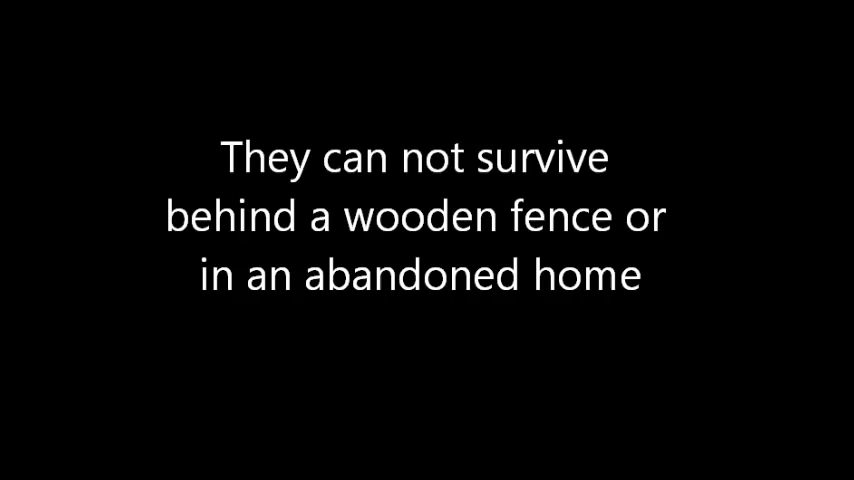 They can not survive
behind a wooden fence or
in an abandoned home